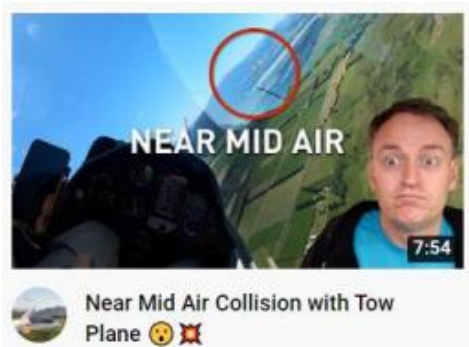 NEAR MID AIR
7:54
Near Mid Air Collision with Tow
Plane 😮 💥